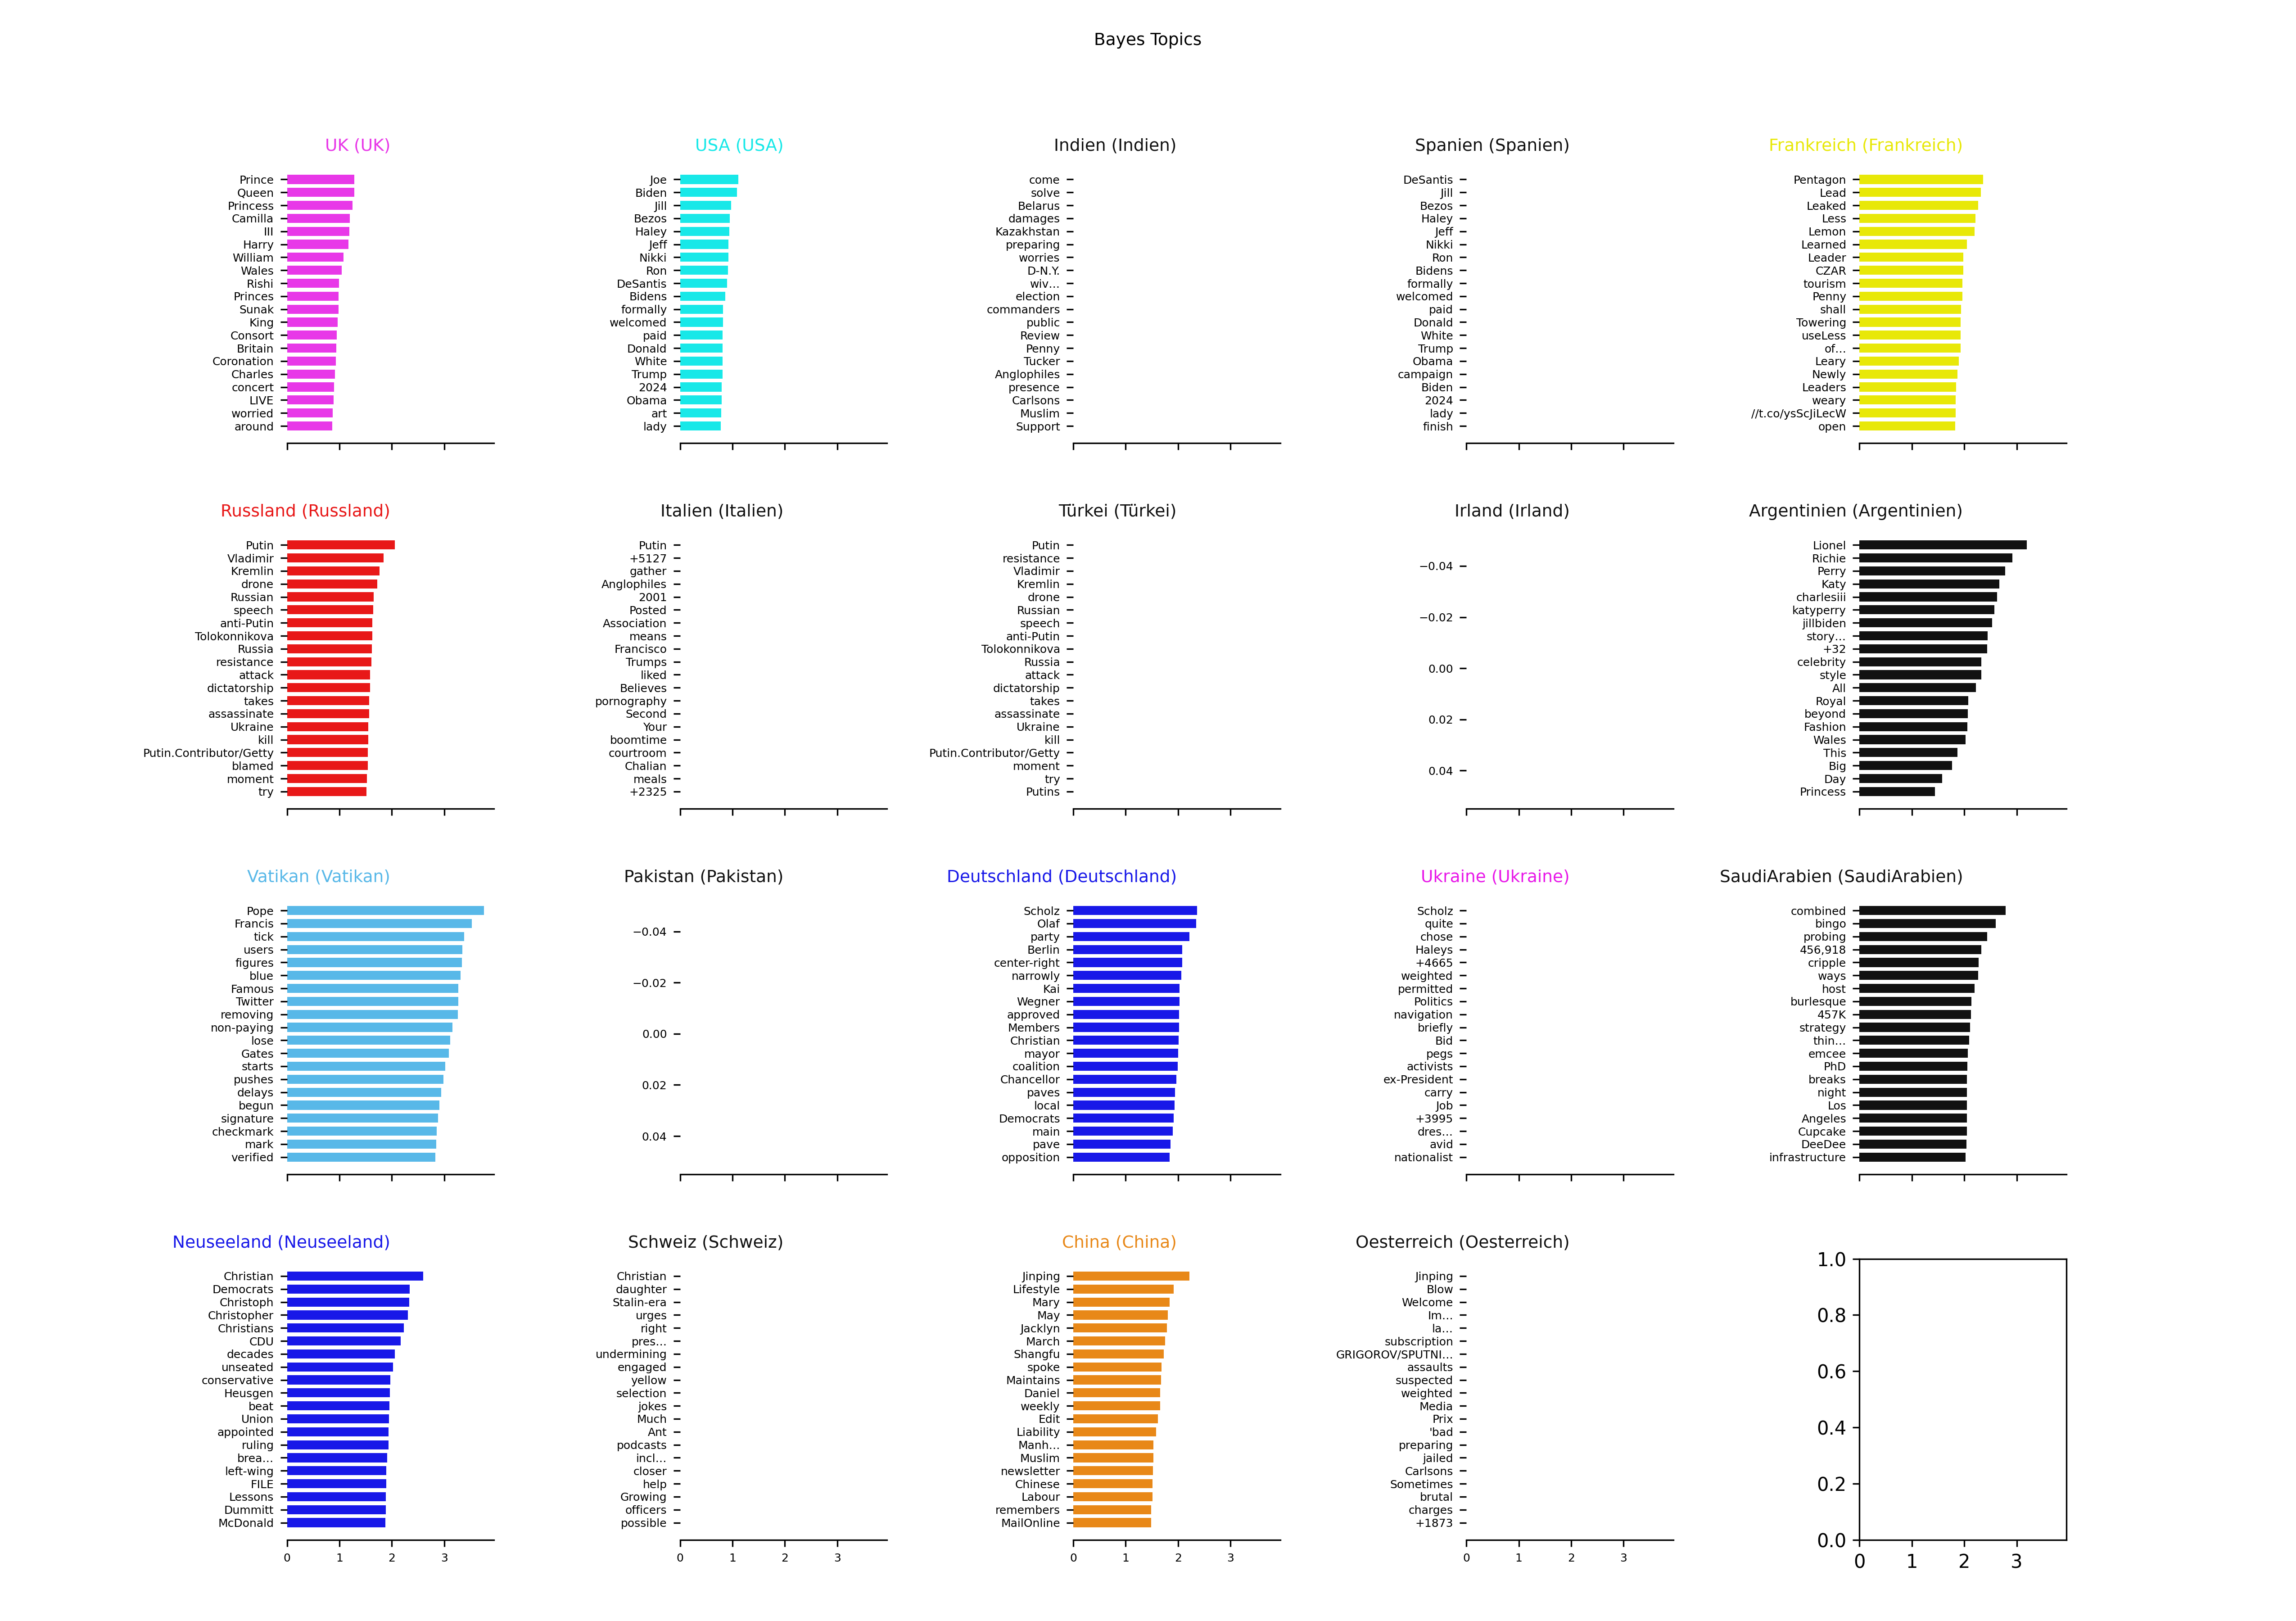 Bayes Topics
UK (UK)
Prince
Queen
Princess
Camilla
III
Harry
William
Wales
Rishi
Princes
Sunak
King
Consort
Britain
Coronation
Charles
concert
LIVE
worried
around
USA (USA)
Joe
Biden
Jill
Bezos
Haley
Jeff
Nikki
Ron
DeSantis
Bidens
formally
welcomed
paid
Donald
White
Trump
2024
Obama
art
lady
Indien (Indien)
come
solve
Belarus
damages
Kazakhstan
preparing
worries
D-N.Y.
wiv…
election
commanders
public
Review
Penny
Tucker
Anglophiles
presence
Carlsons
Muslim
Support
Spanien (Spanien)
DeSantis
Jill
Bezos
Haley
Jeff
Nikki
Ron
Bidens
formally
welcomed
paid
Donald
White
Trump
Obama
campaign
Biden
2024
lady
finish
Frankreich (Frankreich)
Pentagon
Lead
Leaked
Less
Lemon
Learned
Leader
CZAR
tourism
Penny
shall
Towering
useLess
of…
Leary
Newly
Leaders
weary
//t.co/ysScJiLecW
open
Russland (Russland)
Putin
Vladimir
Kremlin
drone
Russian
speech
anti-Putin
Tolokonnikova
Russia
resistance
attack
dictatorship
takes
assassinate
Ukraine
kill
Putin.Contributor/Getty
blamed
moment
try
Italien (Italien)
Putin
+5127
gather
Anglophiles
2001
Posted
Association
means
Francisco
Trumps
liked
Believes
pornography
Second
Your
boomtime
courtroom
Chalian
meals
+2325
Türkei (Türkei)
Putin
resistance
Vladimir
Kremlin
drone
Russian
speech
anti-Putin
Tolokonnikova
Russia
attack
dictatorship
takes
assassinate
Ukraine
kill
Putin.Contributor/Getty
moment
try
Putins
Irland (Irland)
−0.04
−0.02
0.00
0.02
0.04
Argentinien (Argentinien)
Lionel
Richie
Perry
Katy
charlesiii
katyperry
jillbiden
story…
+32
celebrity
style
All
Royal
beyond
Fashion
Wales
This
Big
Day
Princess
Vatikan (Vatikan)
Pope
Francis
tick
users
figures
blue
Famous
Twitter
removing
non-paying
lose
Gates
starts
pushes
delays
begun
signature
checkmark
mark
verified
Pakistan (Pakistan)
−0.04
−0.02
0.00
0.02
0.04
Deutschland (Deutschland)
Scholz
Olaf
party
Berlin
center-right
narrowly
Kai
Wegner
approved
Members
Christian
mayor
coalition
Chancellor
paves
local
Democrats
main
pave
opposition
Ukraine (Ukraine)
Scholz
quite
chose
Haleys
+4665
weighted
permitted
Politics
navigation
briefly
Bid
pegs
activists
ex-President
carry
Job
+3995
dres…
avid
nationalist
SaudiArabien (SaudiArabien)
combined
bingo
probing
456,918
cripple
ways
host
burlesque
457K
strategy
thin…
emcee
PhD
breaks
night
Los
Angeles
Cupcake
DeeDee
infrastructure
Neuseeland (Neuseeland)
Christian
Democrats
Christoph
Christopher
Christians
CDU
decades
unseated
conservative
Heusgen
beat
Union
appointed
ruling
brea…
left-wing
FILE
Lessons
Dummitt
McDonald
0 1 2 3
Schweiz (Schweiz)
Christian
daughter
Stalin-era
urges
right
pres…
undermining
engaged
yellow
selection
jokes
Much
Ant
podcasts
incl…
closer
help
Growing
officers
possible
0 1 2 3
China (China)
Jinping
Lifestyle
Mary
May
Jacklyn
March
Shangfu
spoke
Maintains
Daniel
weekly
Edit
Liability
Manh…
Muslim
newsletter
Chinese
Labour
remembers
MailOnline
0 1 2 3
Oesterreich (Oesterreich)
Jinping
Blow
Welcome
Im…
la…
subscription
GRIGOROV/SPUTNI…
assaults
suspected
weighted
Media
Prix
'bad
preparing
jailed
Carlsons
Sometimes
brutal
charges
+1873
0 1 2 3
1.0
0.8
0.6
0.4
0.2
0.0
0 1 2 3